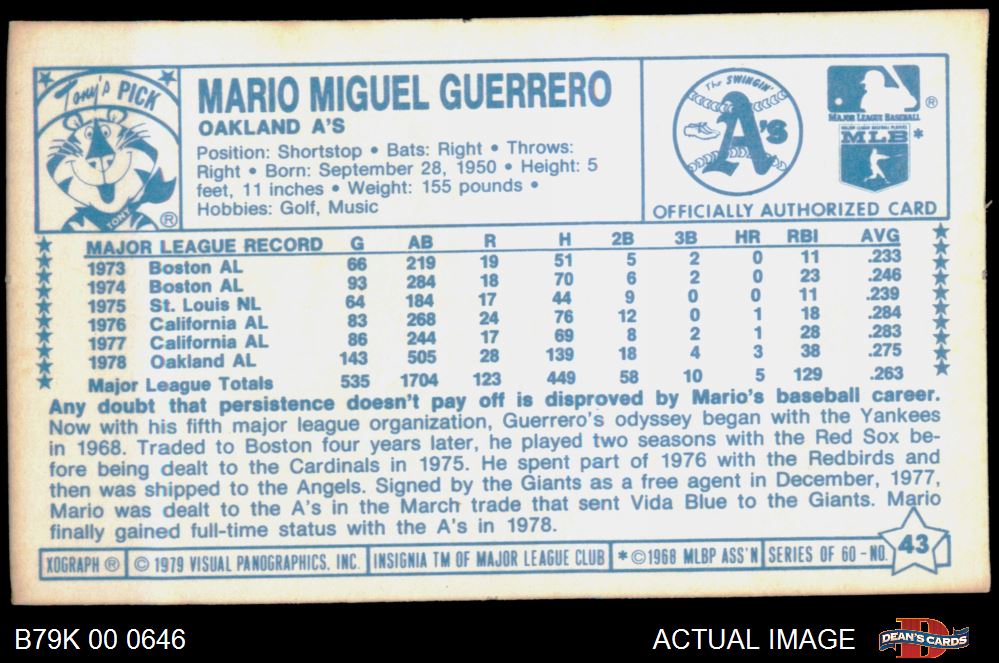 Tony's PICK
TONY
®
MARIO MIGUEL GUERRERO
OAKLAND A'S
Position: Shortstop • Bats: Right • Throws:
Right • Born: September 28, 1950 • Height: 5
feet, 11 inches • Weight: 155 pounds •
Hobbies: Golf, Music
The SWINGIN'
A's
®
MAJOR LEAGUE BASEBALL
MAJOR LEAGUE BASEBALL PLAYERS
MLB *
OFFICIALLY AUTHORIZED CARD
MAJOR LEAGUE RECORD G AB R H 2B 3B HR RBI AVG
1973 Boston AL 66 219 19 51 5 2 0 11 .233
1974 Boston AL 93 284 18 70 6 2 0 23 .246
1975 St. Louis NL 64 184 17 44 9 0 0 11 .239
1976 California AL 83 268 24 76 12 0 1 18 .284
1977 California AL 86 244 17 69 8 2 1 28 .283
1978 Oakland AL 143 505 28 139 18 4 3 38 .275
Major League Totals 535 1704 123 449 58 10 5 129 .263
Any doubt that persistence doesn't pay off is disproved by Mario's baseball career.
Now with his fifth major league organization, Guerrero's odyssey began with the Yankees
in 1968. Traded to Boston four years later, he played two seasons with the Red Sox be-
fore being dealt to the Cardinals in 1975. He spent part of 1976 with the Redbirds and
then was shipped to the Angels. Signed by the Giants as a free agent in December, 1977,
Mario was dealt to the A's in the March trade that sent Vida Blue to the Giants. Mario
finally gained full-time status with the A's in 1978.
XOGRAPH ® © 1979 VISUAL PANOGRAPHICS, INC. INSIGNIA TM OF MAJOR LEAGUE CLUB * © 1968 MLBP ASS'N SERIES OF 60 - NO. 43
B79K 00 0646 ACTUAL IMAGE DEAN'S CARDS